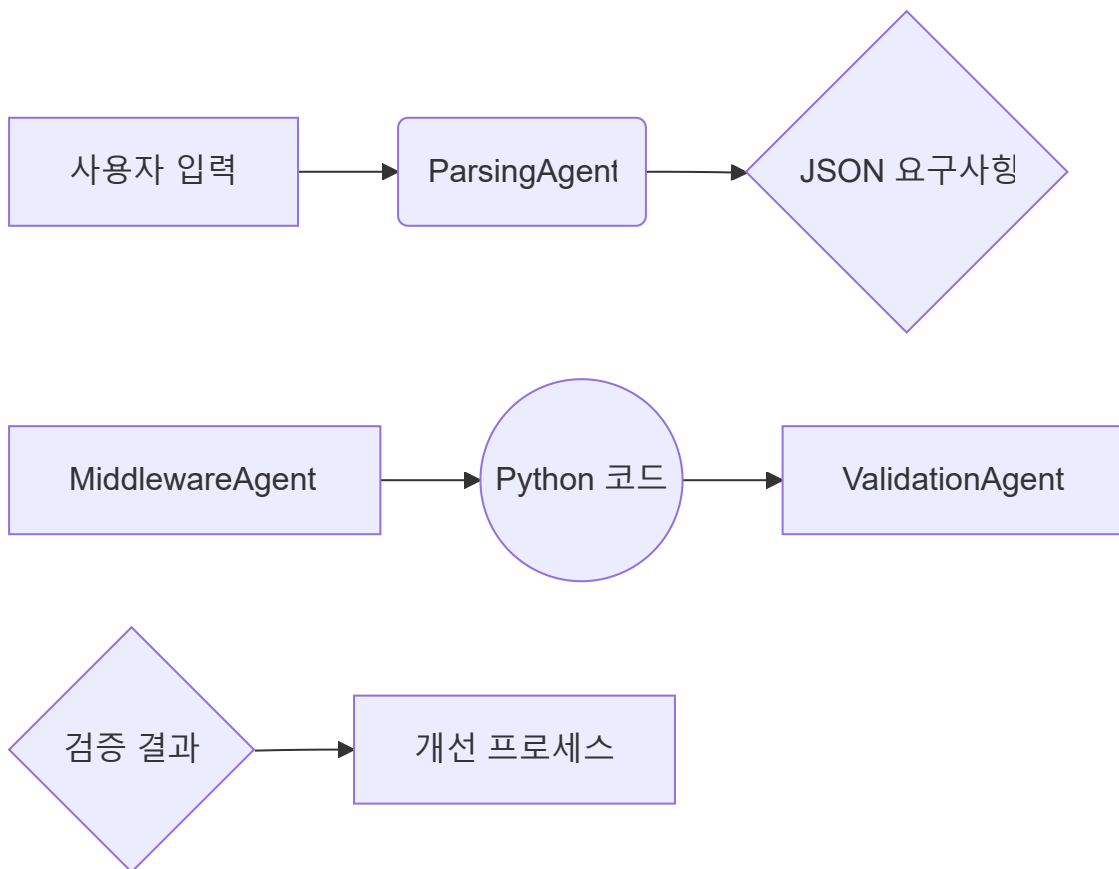 사용자 입력
ParsingAgent
JSON 요구사항
MiddlewareAgent
Python 코드
ValidationAgent
검증 결과
개선 프로세스